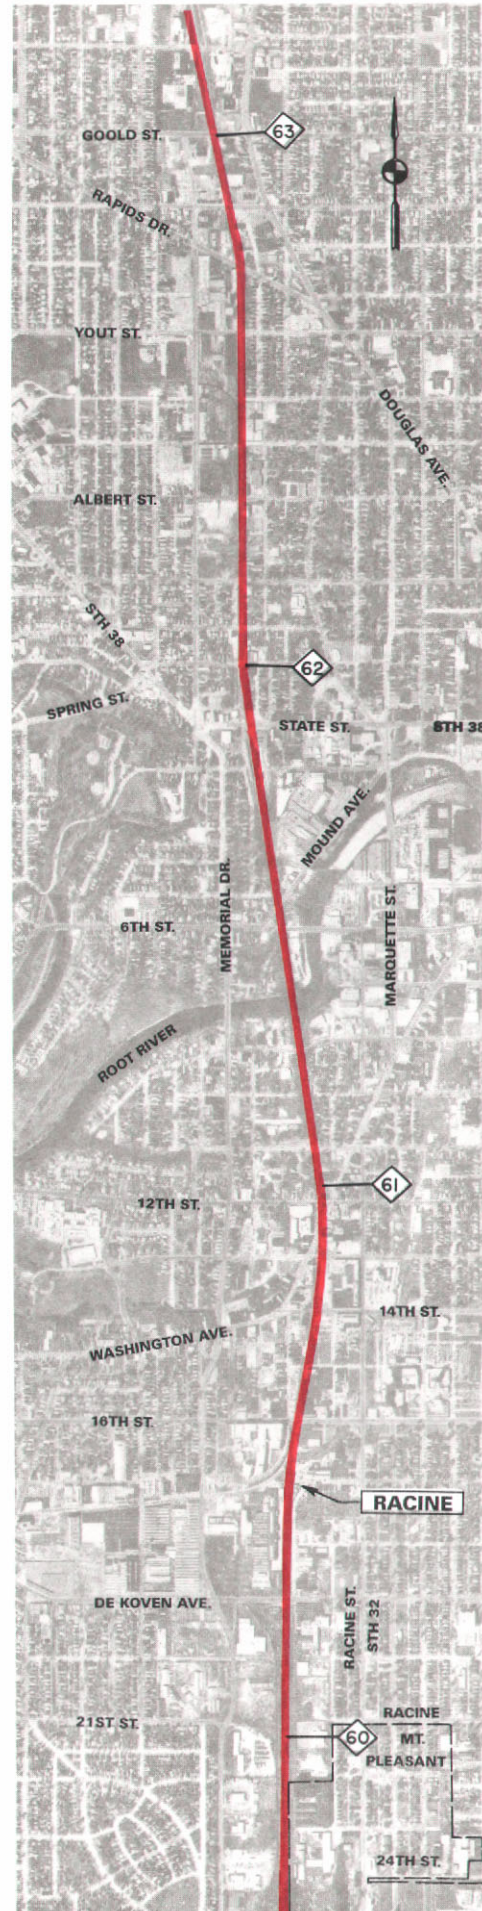 GOOLD ST.
63
RAPIDS DR.
YOUT ST.
DOUGLAS AVE.
ALBERT ST.
STH 38
62
SPRING ST.
STATE ST.
STH 38
MOUND AVE.
MEMORIAL DR.
MARQUETTE ST.
6TH ST.
ROOT RIVER
61
12TH ST.
14TH ST.
WASHINGTON AVE.
16TH ST.
RACINE
DE KOVEN AVE.
RACINE ST.
STH 32
21ST ST.
RACINE
60
MT.
PLEASANT
24TH ST.